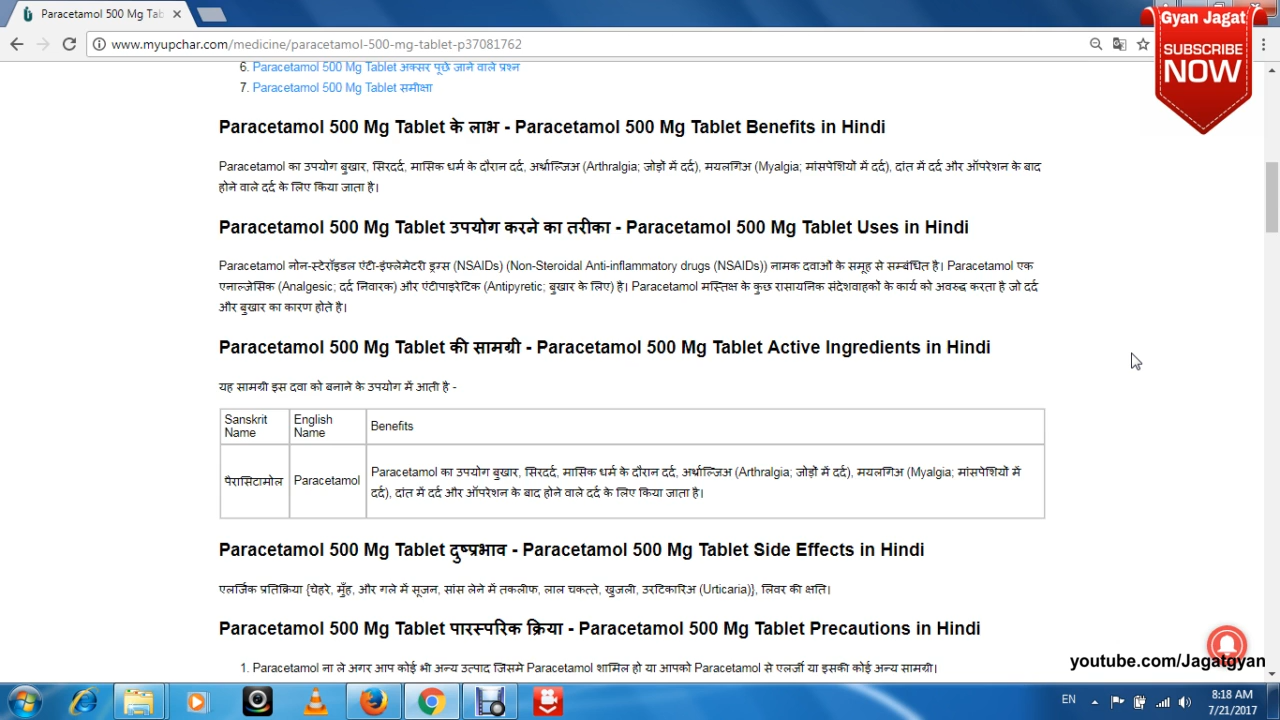 Paracetamol 500 Mg Tab
www.myupchar.com/medicine/paracetamol-500-mg-tablet-p37081762
Gyan Jagat
SUBSCRIBE
NOW
6. Paracetamol 500 Mg Tablet अक्सर पूछे जाने वाले प्रश्न
7. Paracetamol 500 Mg Tablet समीक्षा
Paracetamol 500 Mg Tablet के लाभ - Paracetamol 500 Mg Tablet Benefits in Hindi
Paracetamol का उपयोग बुखार, सिरदर्द, मासिक धर्म के दौरान दर्द, अर्थाल्जिअ (Arthralgia; जोड़ों में दर्द), मयलगिअ (Myalgia; मांसपेशियों में दर्द), दांत में दर्द और ऑपरेशन के बाद
होने वाले दर्द के लिए किया जाता है।
Paracetamol 500 Mg Tablet उपयोग करने का तरीका - Paracetamol 500 Mg Tablet Uses in Hindi
Paracetamol नोन-स्टेरॉइडल एंटी-इंफ्लेमेटरी ड्रग्स (NSAIDs) (Non-Steroidal Anti-inflammatory drugs (NSAIDs)) नामक दवाओं के समूह से सम्बंधित है। Paracetamol एक
एनाल्जेसिक (Analgesic; दर्द निवारक) और एंटीपाइरेटिक (Antipyretic; बुखार के लिए) है। Paracetamol मस्तिष्क के कुछ रासायनिक संदेशवाहकों के कार्य को अवरुद्ध करता है जो दर्द
और बुखार का कारण होते है।
Paracetamol 500 Mg Tablet की सामग्री - Paracetamol 500 Mg Tablet Active Ingredients in Hindi
यह सामग्री इस दवा को बनाने के उपयोग में आती है -
Sanskrit Name English Name Benefits
पैरासिटामोल Paracetamol Paracetamol का उपयोग बुखार, सिरदर्द, मासिक धर्म के दौरान दर्द, अर्थाल्जिअ (Arthralgia; जोड़ों में दर्द), मयलगिअ (Myalgia; मांसपेशियों में
दर्द), दांत में दर्द और ऑपरेशन के बाद होने वाले दर्द के लिए किया जाता है।
Paracetamol 500 Mg Tablet दुष्प्रभाव - Paracetamol 500 Mg Tablet Side Effects in Hindi
एलर्जिक प्रतिक्रिया {चेहरे, मुँह, और गले में सूजन, सांस लेने में तकलीफ, लाल चकत्ते, खुजली, उरटिकारिअ (Urticaria)}, लिवर की क्षति।
Paracetamol 500 Mg Tablet पारस्परिक क्रिया - Paracetamol 500 Mg Tablet Precautions in Hindi
1. Paracetamol ना ले अगर आप कोई भी अन्य उत्पाद जिसमे Paracetamol शामिल हो या आपको Paracetamol से एलर्जी या इसकी कोई अन्य सामग्री।
youtube.com/Jagatgyan
EN
8:18 AM
7/21/2017